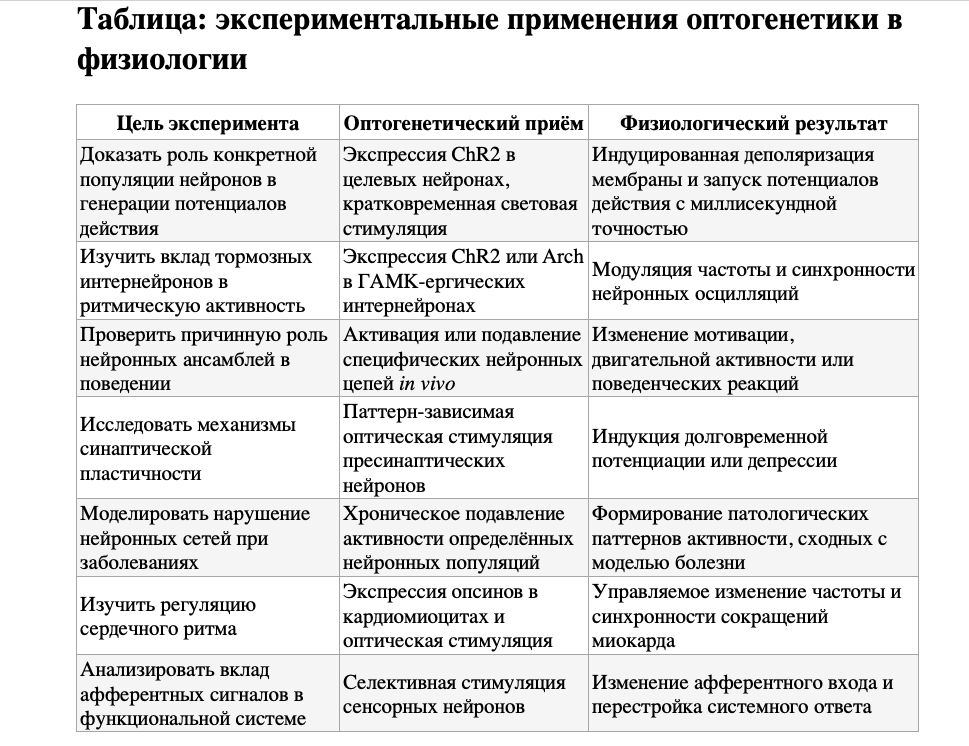 Таблица: экспериментальные применения оптогенетики в
физиологии
Цель эксперимента
Оптогенетический приём
Физиологический результат
Доказать роль конкретной
популяции нейронов в
генерации потенциалов
действия
Экспрессия ChR2 в
целевых нейронах,
кратковременная световая
стимуляция
Индуцированная деполяризация
мембраны и запуск потенциалов
действия с миллисекундной
точностью
Изучить вклад тормозных
интернейронов в
ритмическую активность
Экспрессия ChR2 или Arch
в ГАМК-ергических
интернейронах
Модуляция частоты и синхронности
нейронных осцилляций
Проверить причинную роль
нейронных ансамблей в
поведении
Активация или подавление
специфических нейронных
цепей in vivo
Изменение мотивации,
двигательной активности или
поведенческих реакций
Исследовать механизмы
синаптической
пластичности
Паттерн-зависимая
оптическая стимуляция
пресинаптических
нейронов
Индукция долговременной
потенциации или депрессии
Моделировать нарушение
нейронных сетей при
заболеваниях
Хроническое подавление
активности определённых
нейронных популяций
Формирование патологических
паттернов активности, сходных с
моделью болезни
Изучить регуляцию
сердечного ритма
Экспрессия опсинов в
кардиомиоцитах и
оптическая стимуляция
Управляемое изменение частоты и
синхронности сокращений
миокарда
Анализировать вклад
афферентных сигналов в
функциональной системе
Селективная стимуляция
сенсорных нейронов
Изменение афферентного входа и
перестройка системного ответа